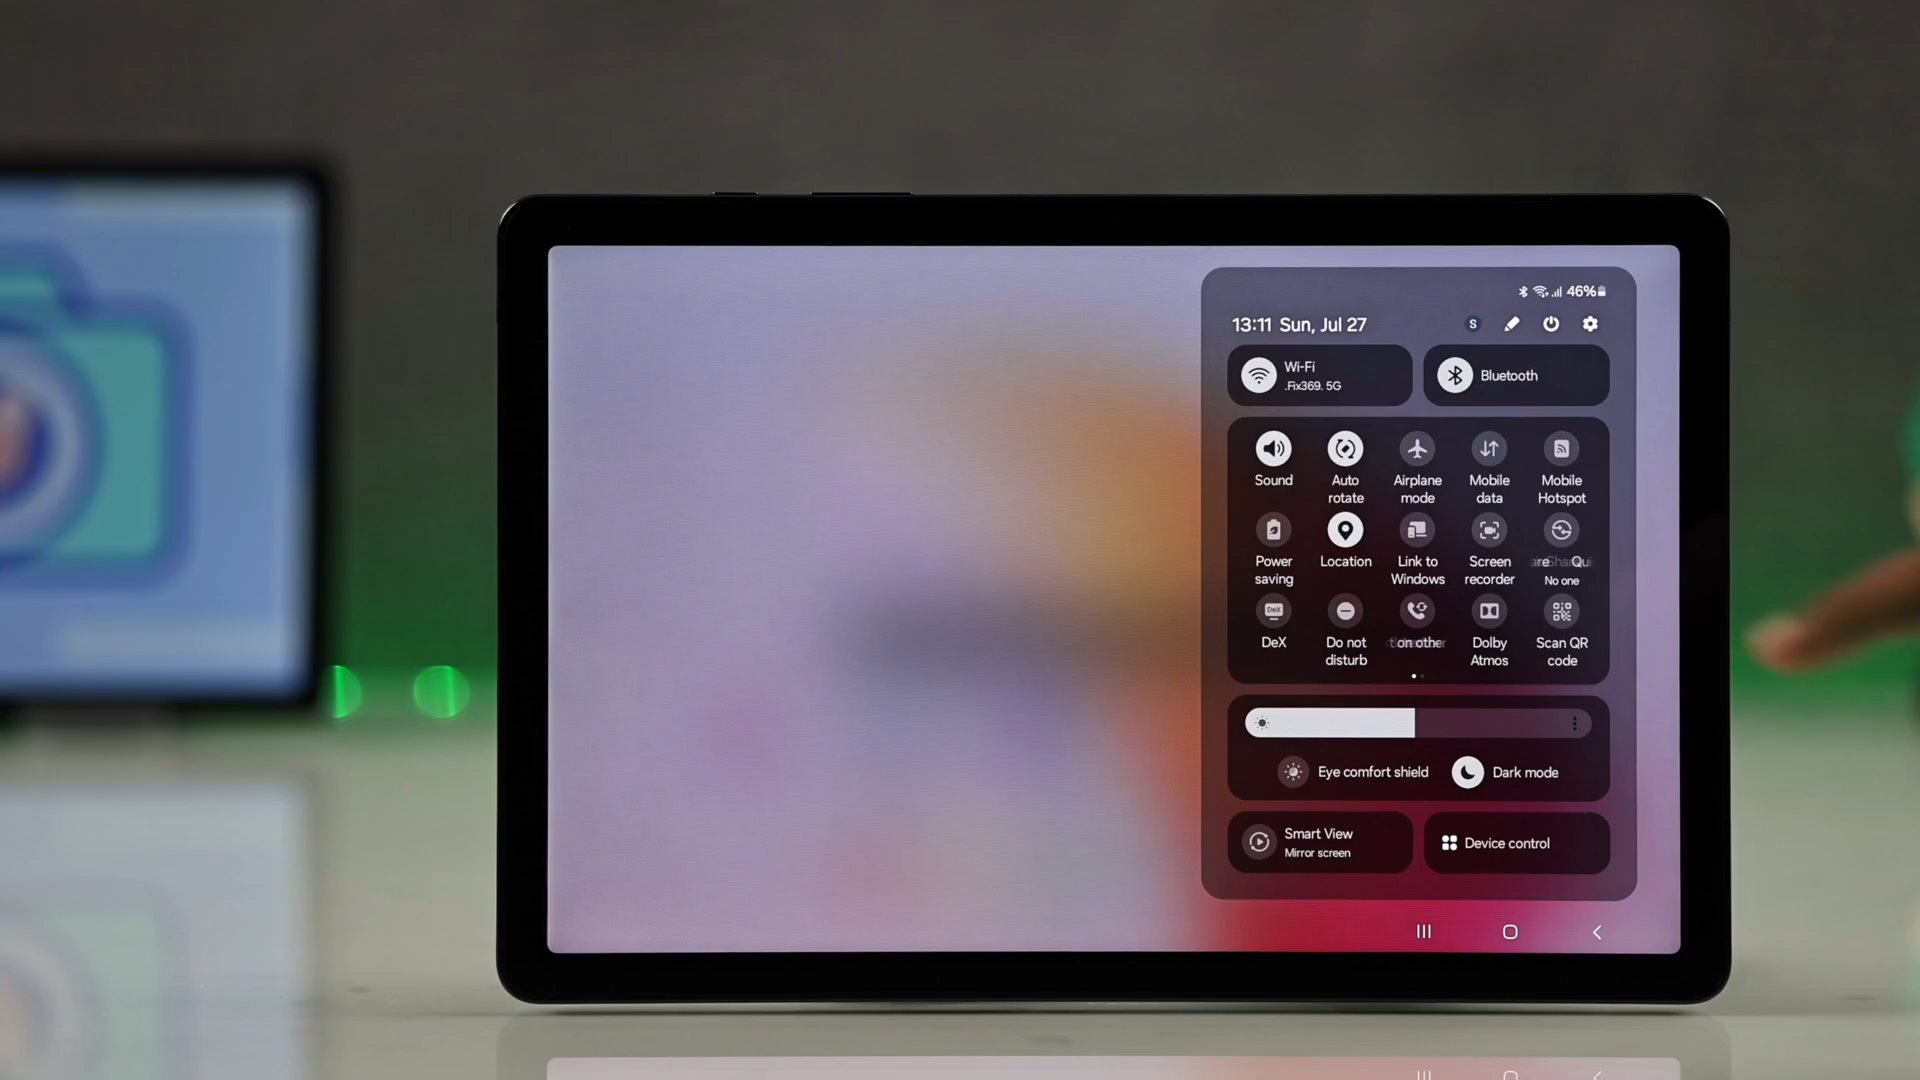 46%
13:11 Sun, Jul 27
S
Wi-Fi
.Fix369. 5G
Bluetooth
Sound
Auto
rotate
Airplane
mode
Mobile
data
Mobile
Hotspot
Power
saving
Location
Link to
Windows
Screen
recorder
No one
DeX
DeX
Do not
disturb
Dolby
Atmos
Scan QR
code
Eye comfort shield
Dark mode
Smart View
Mirror screen
Device control